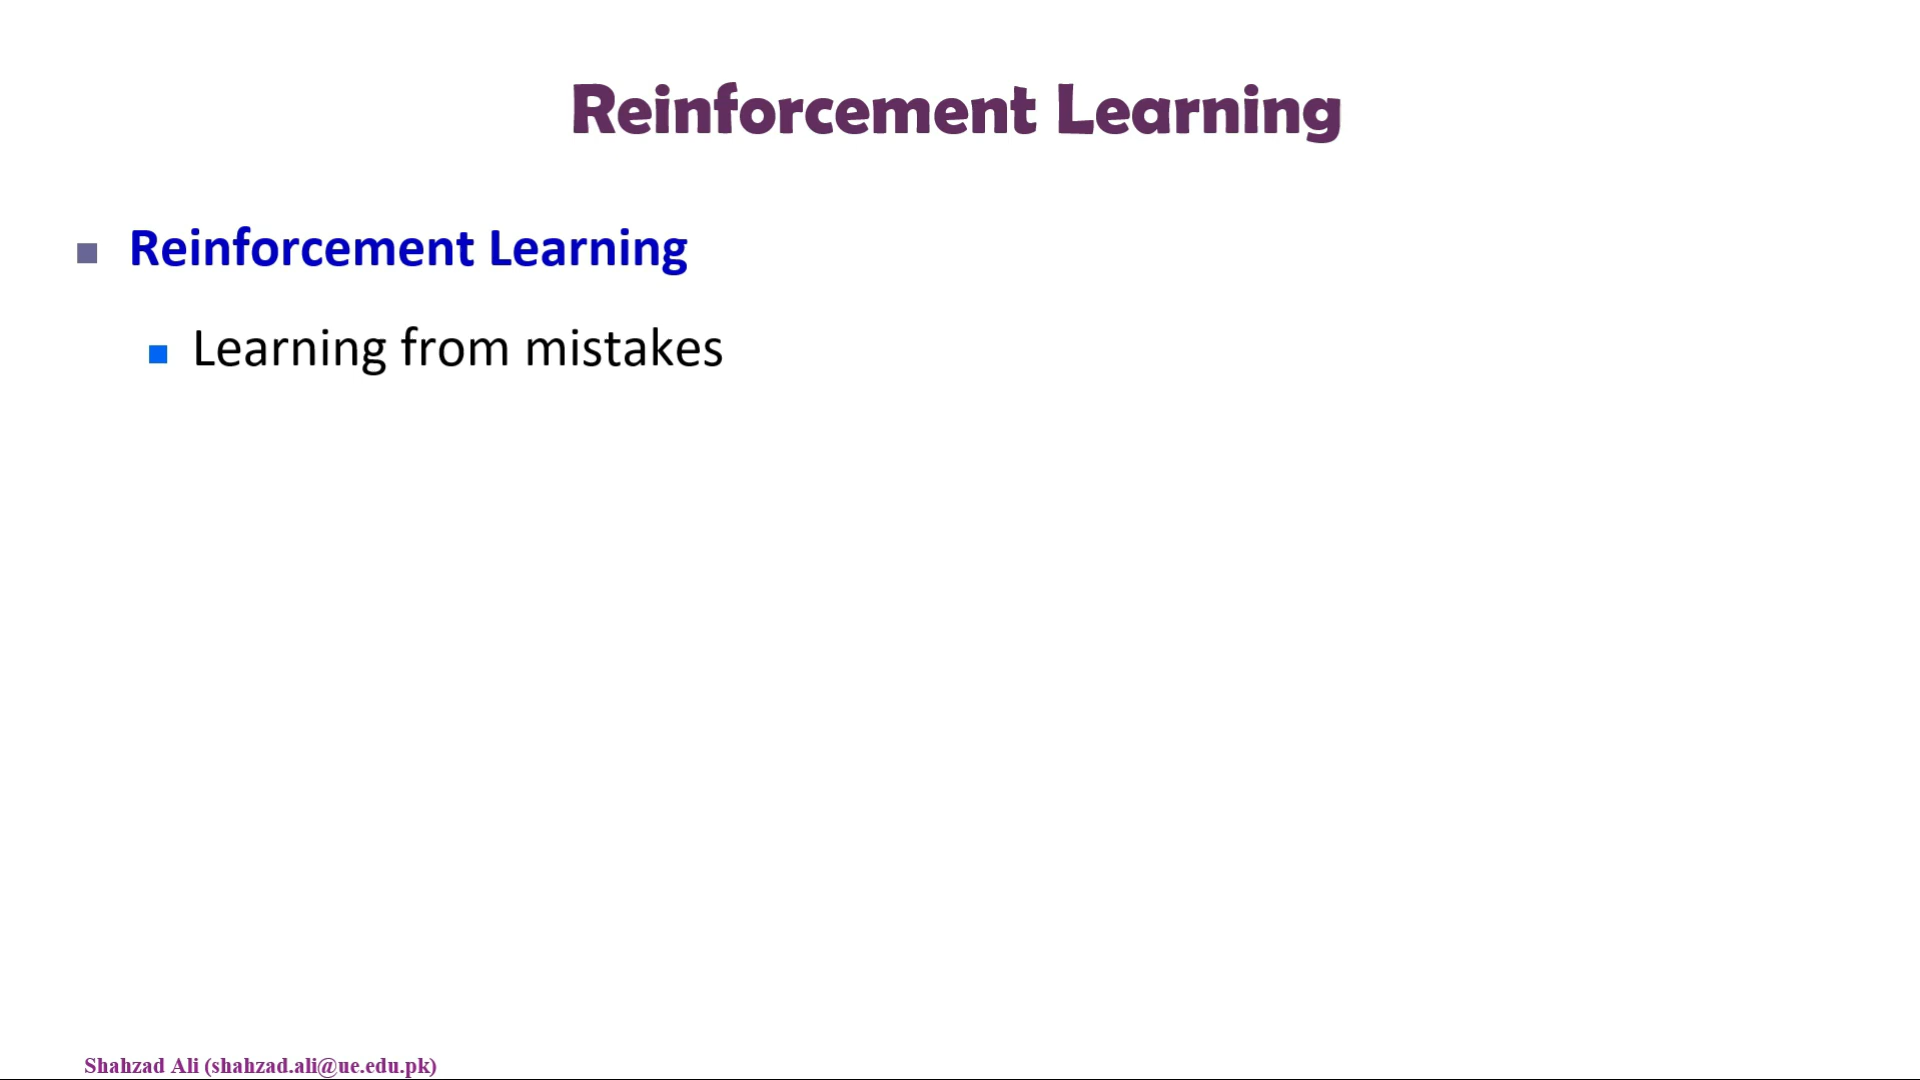 Reinforcement Learning
Reinforcement Learning
Learning from mistakes
Shahzad Ali (shahzad.ali@ue.edu.pk)